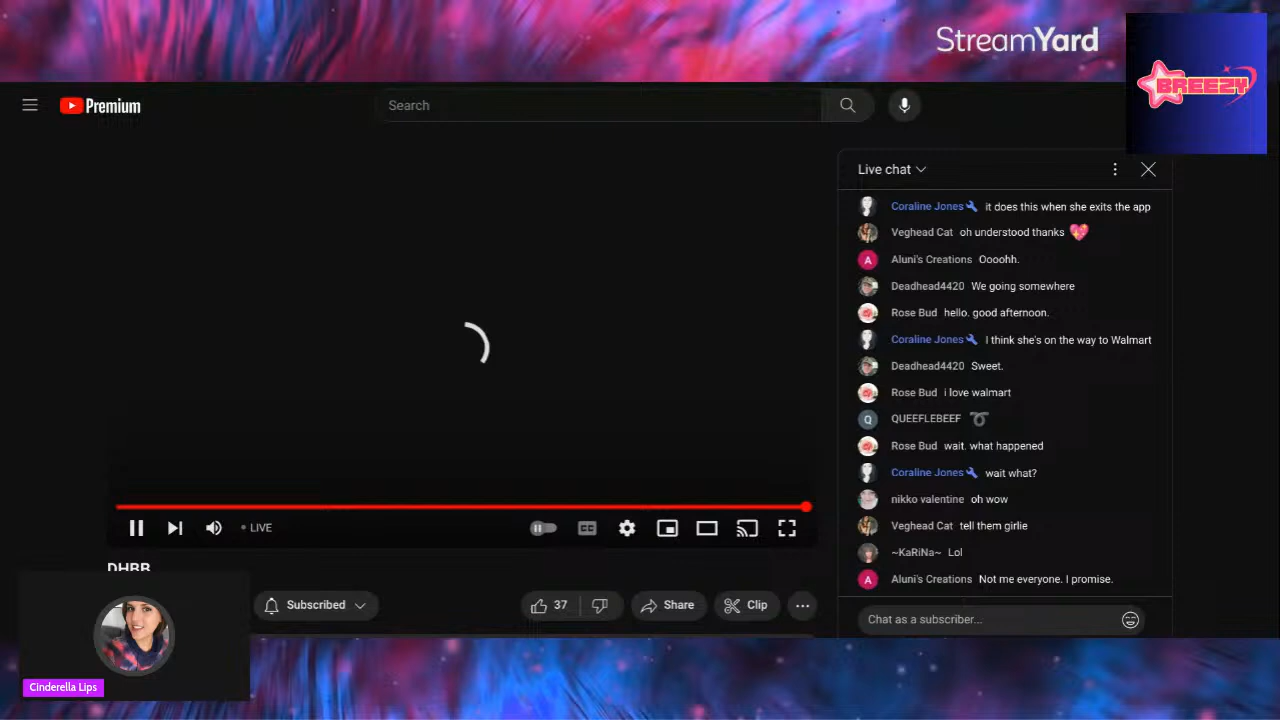 StreamYard
BREEZY
Premium
Search
Live chat
Coraline Jones it does this when she exits the app
Veghead Cat oh understood thanks
A Aluni's Creations Oooohh.
Deadhead4420 We going somewhere
Rose Bud hello. good afternoon.
Coraline Jones I think she's on the way to Walmart
Deadhead4420 Sweet.
Rose Bud i love walmart
Q QUEEFLEBEEF
Rose Bud wait. what happened
Coraline Jones wait what?
nikko valentine oh wow
Veghead Cat tell them girlie
~KaRiNa~ Lol
A Aluni's Creations Not me everyone. I promise.
Chat as a subscriber...
LIVE
CC
DHBB
Subscribed
37
Share
Clip
Cinderella Lips